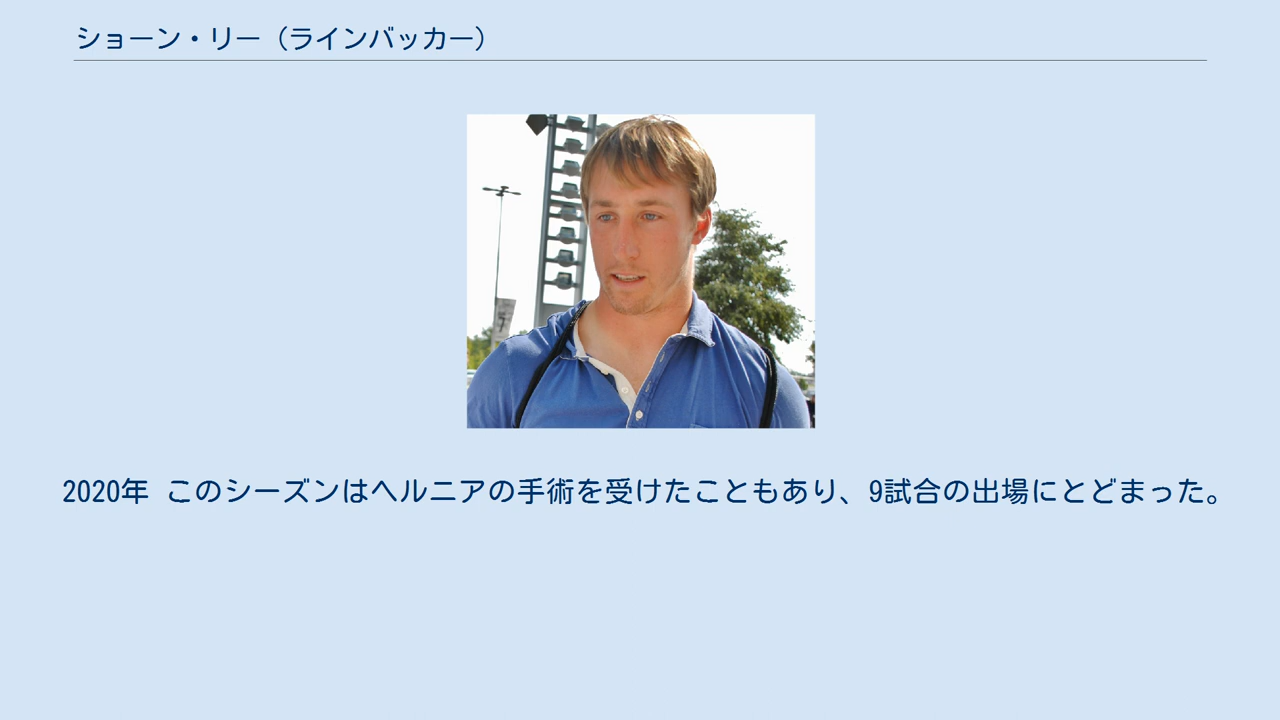 ショーン・リー（ラインバッカー）
2020年 このシーズンはヘルニアの手術を受けたこともあり、9試合の出場にとどまった。